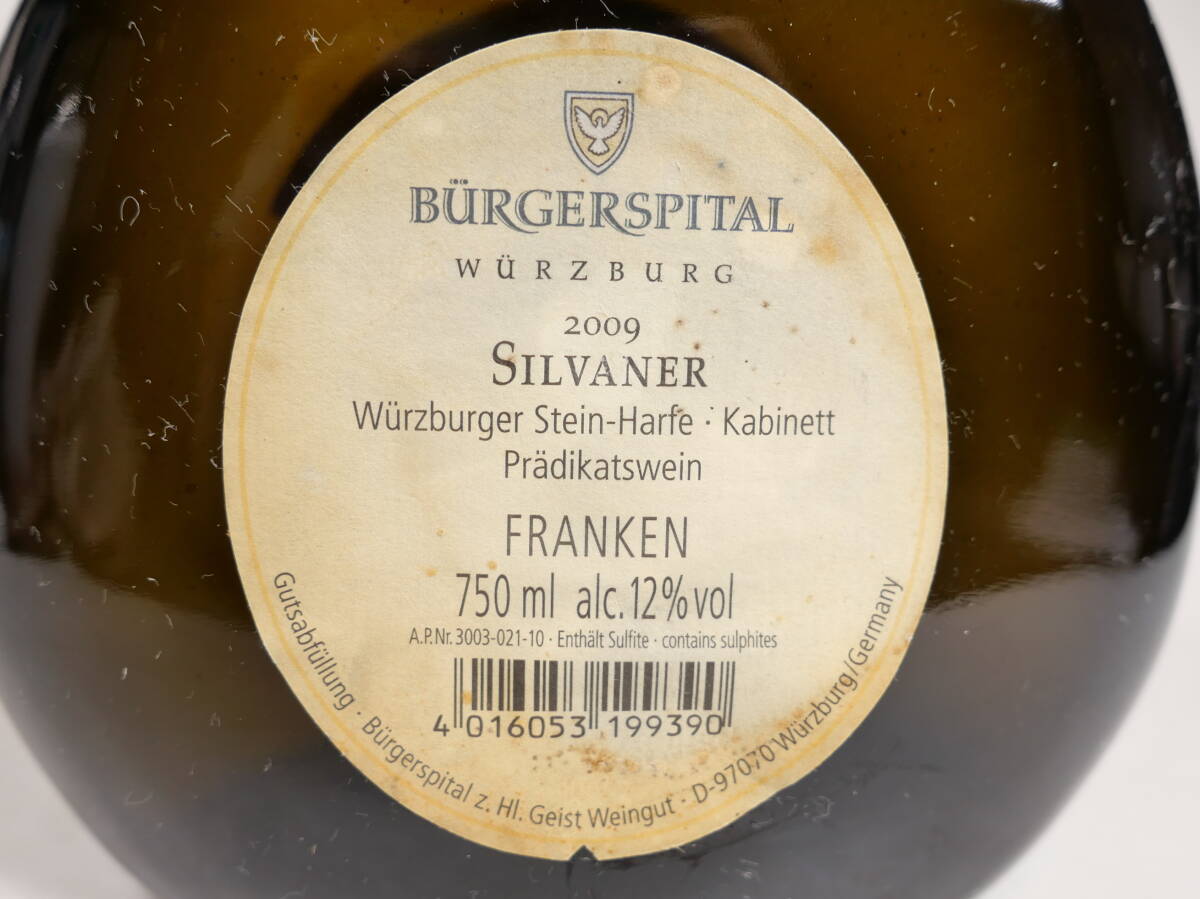 BÜRGERSPITAL
WÜRZBURG
2009
SILVANER
Würzburger Stein-Harfe · Kabinett
Prädikatswein
FRANKEN
750 ml alc. 12% vol
A.P.Nr. 3003-021-10 · Enthält Sulfite · contains sulphites
4 016053 199390
Gutsabfüllung · Bürgerspital z. Hl. Geist Weingut · D-97070 Würzburg/Germany